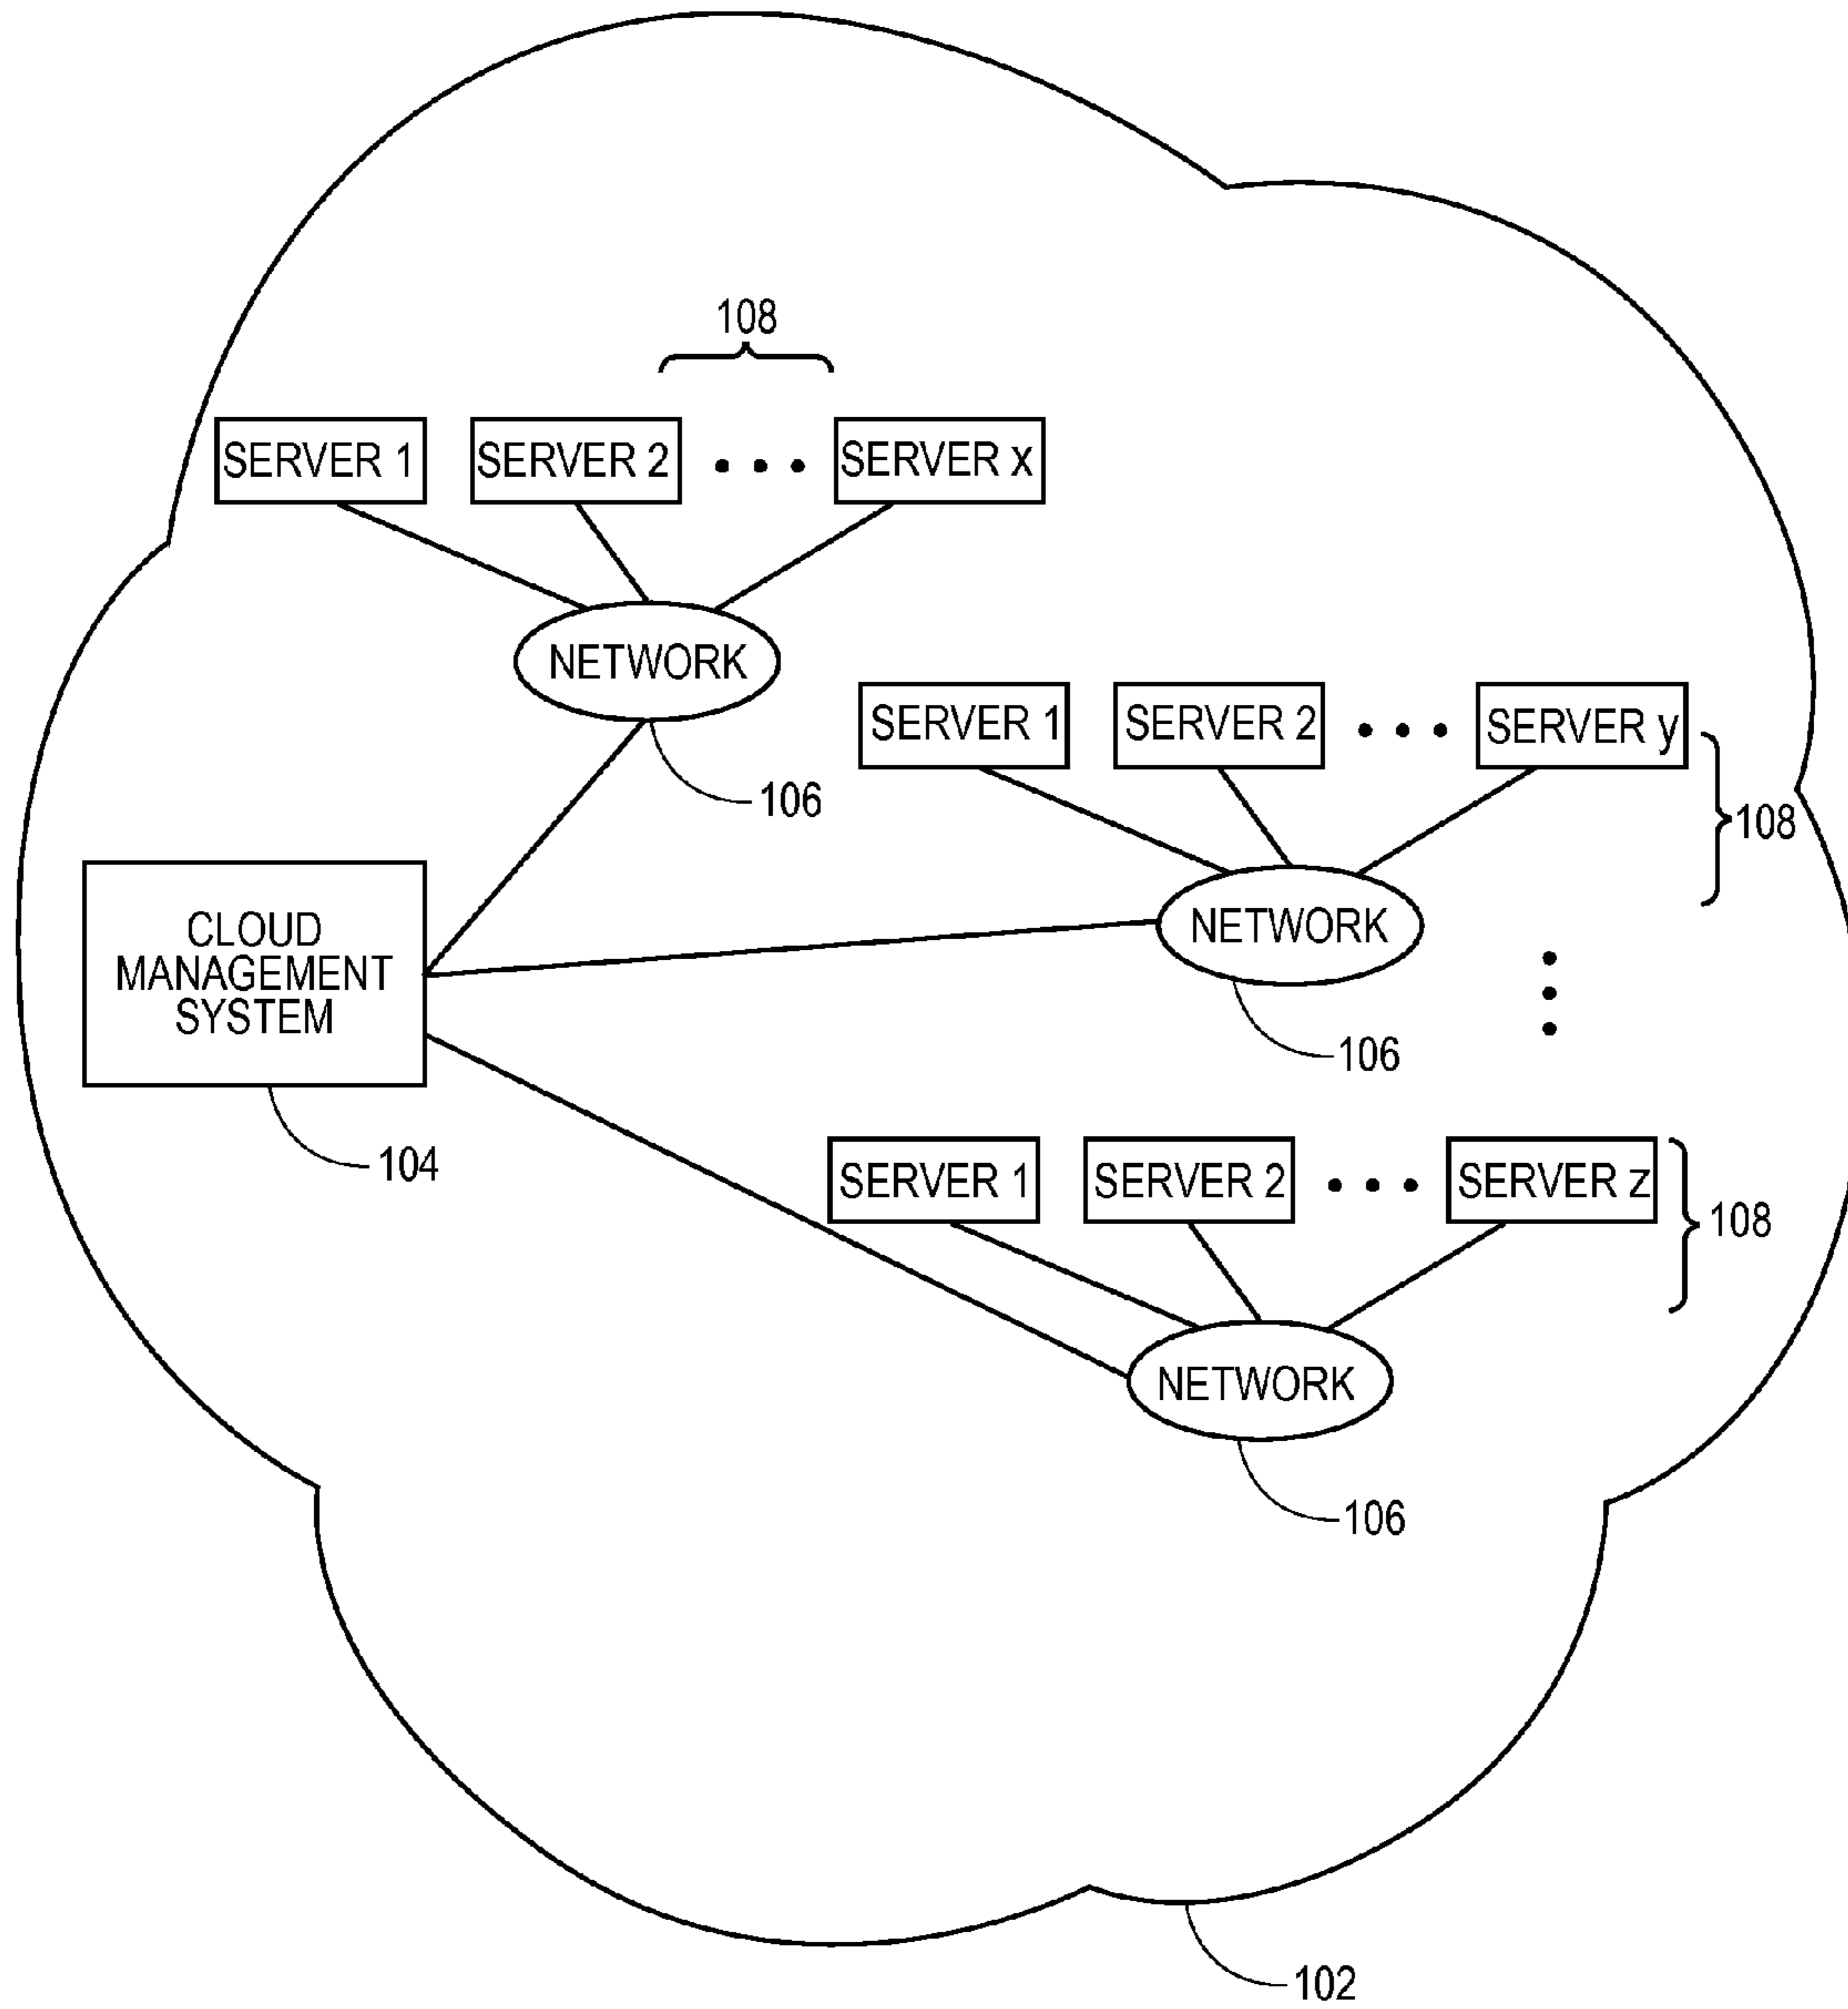 108
SERVER 1
SERVER 2
SERVER x
NETWORK
106
SERVER 1
SERVER 2
SERVER y
108
NETWORK
106
CLOUD
MANAGEMENT
SYSTEM
104
SERVER 1
SERVER 2
SERVER z
108
NETWORK
106
102